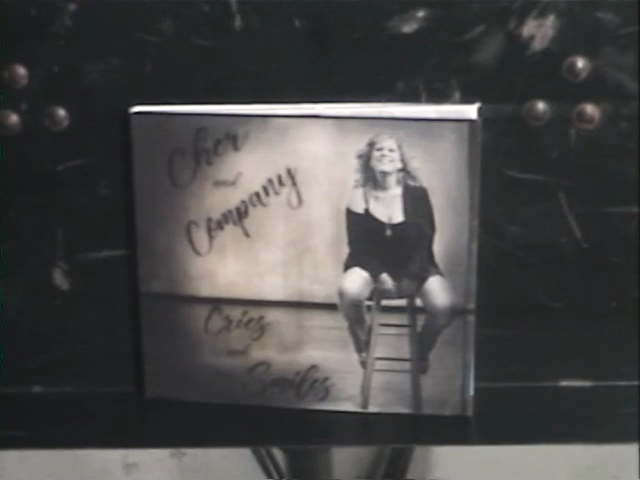 Cher
and
Company
Cries
and
Smiles